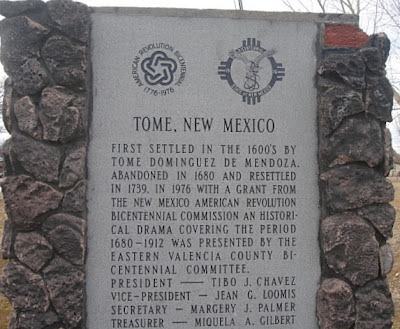 AMERICAN REVOLUTION BICENTENNIAL
1776-1976
TOME, NEW MEXICO
FIRST SETTLED IN THE 1600'S BY
TOME DOMINGUEZ DE MENDOZA.
ABANDONED IN 1680 AND RESETTLED
IN 1739. IN 1976 WITH A GRANT FROM
THE NEW MEXICO AMERICAN REVOLUTION
BICENTENNIAL COMMISSION AN HISTORI-
CAL DRAMA COVERING THE PERIOD
1680-1912 WAS PRESENTED BY THE
EASTERN VALENCIA COUNTY BI-
CENTENNIAL COMMITTEE.
PRESIDENT — TIBO J. CHAVEZ
VICE-PRESIDENT — JEAN G. LOOMIS
SECRETARY - MARGERY J. PALMER
TREASURER — MIQUELA A. GILBERT